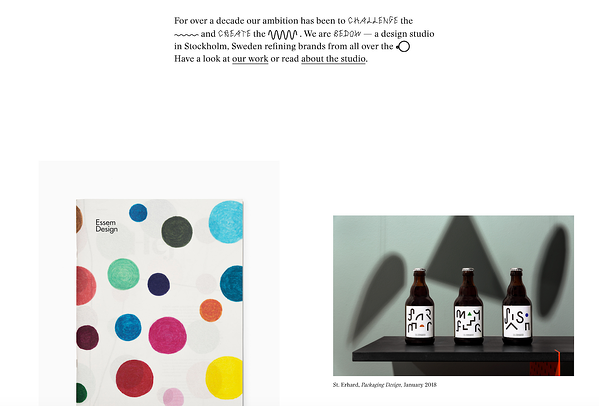 For over a decade our ambition has been to CHALLENGE the
and CREATE the . We are BEDOW — a design studio
in Stockholm, Sweden refining brands from all over the
Have a look at our work or read about the studio.
Essem
Design
St. Erhard, Packaging Design, January 2018